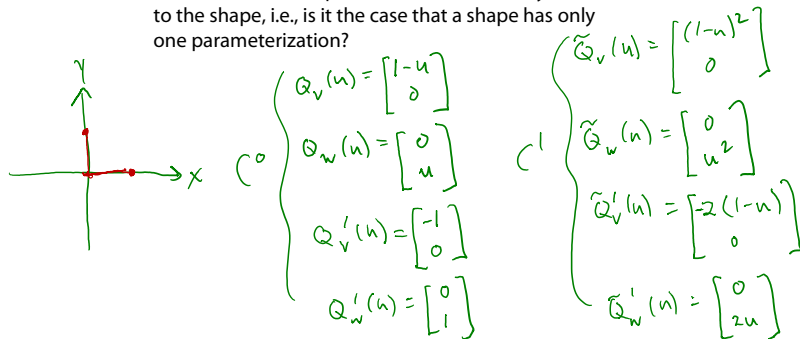 to the shape, i.e., is it the case that a shape has only
one parameterization?
Y
X
C⁰
Q_v(u) = [1-u 0]
Q_w(u) = [0 u]
Q'_v(u) = [-1 0]
Q'_w(u) = [0 1]
C¹
Q̃_v(u) = [(1-u)² 0]
Q̃_w(u) = [0 u²]
Q̃'_v(u) = [-2(1-u) 0]
Q̃'_w(u) = [0 2u]